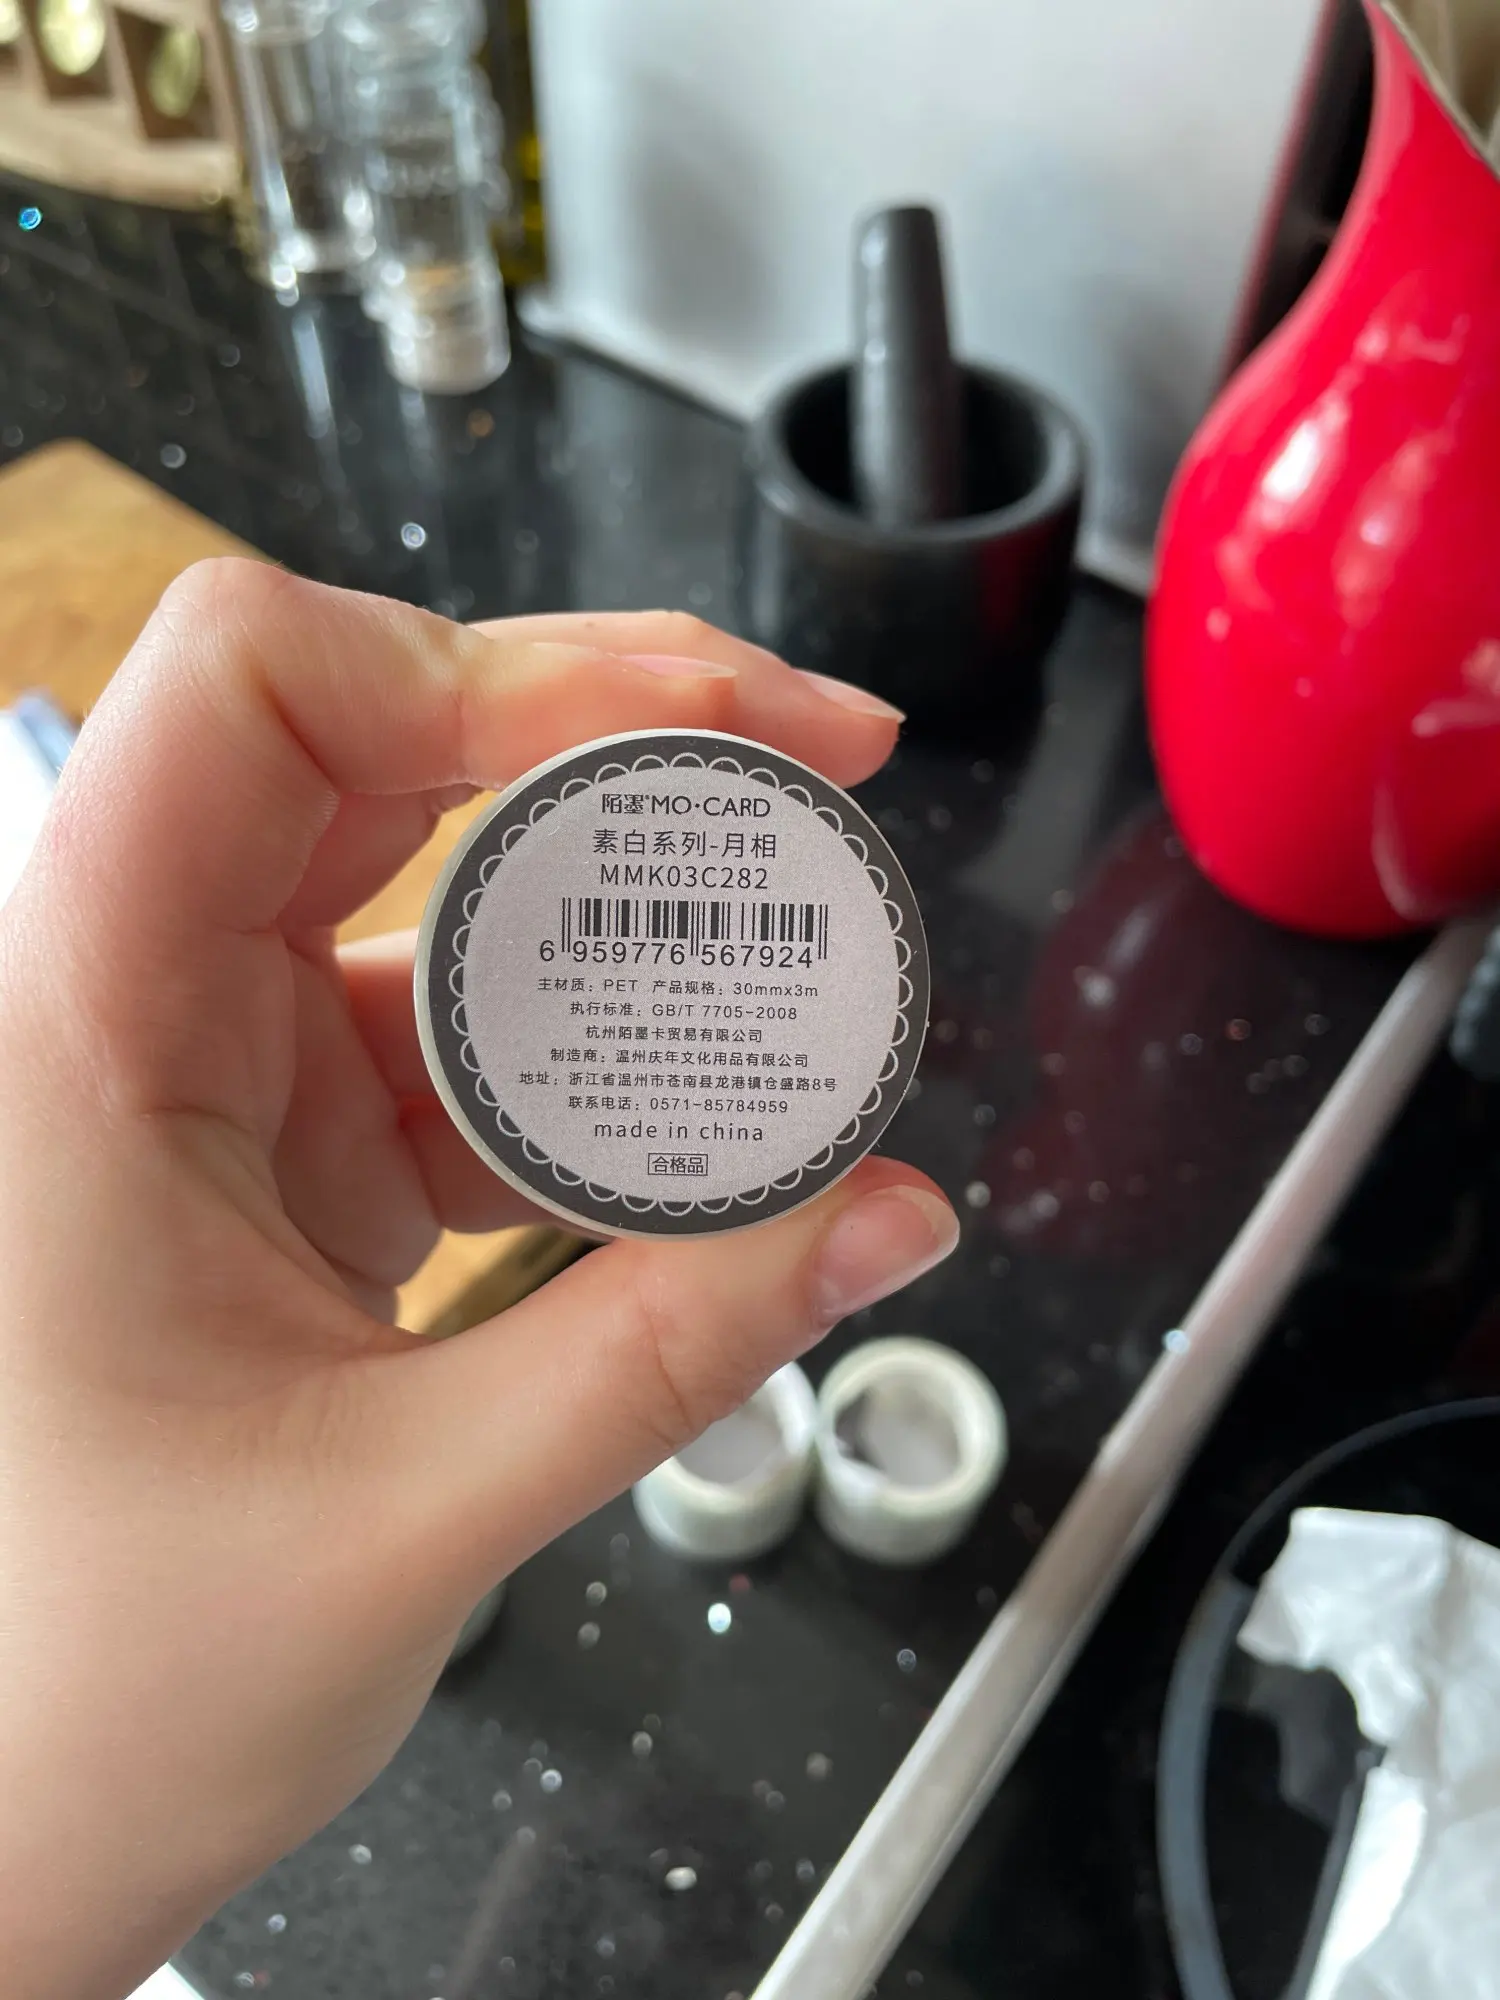 陌墨®MO·CARD
素白系列-月相
MMK03C282
6 959776 567924
主材质：PET 产品规格：30mmx3m
执行标准：GB/T 7705-2008
杭州陌墨卡贸易有限公司
制造商：温州庆年文化用品有限公司
地址：浙江省温州市苍南县龙港镇仓盛路8号
联系电话：0571-85784959
made in china
合格品